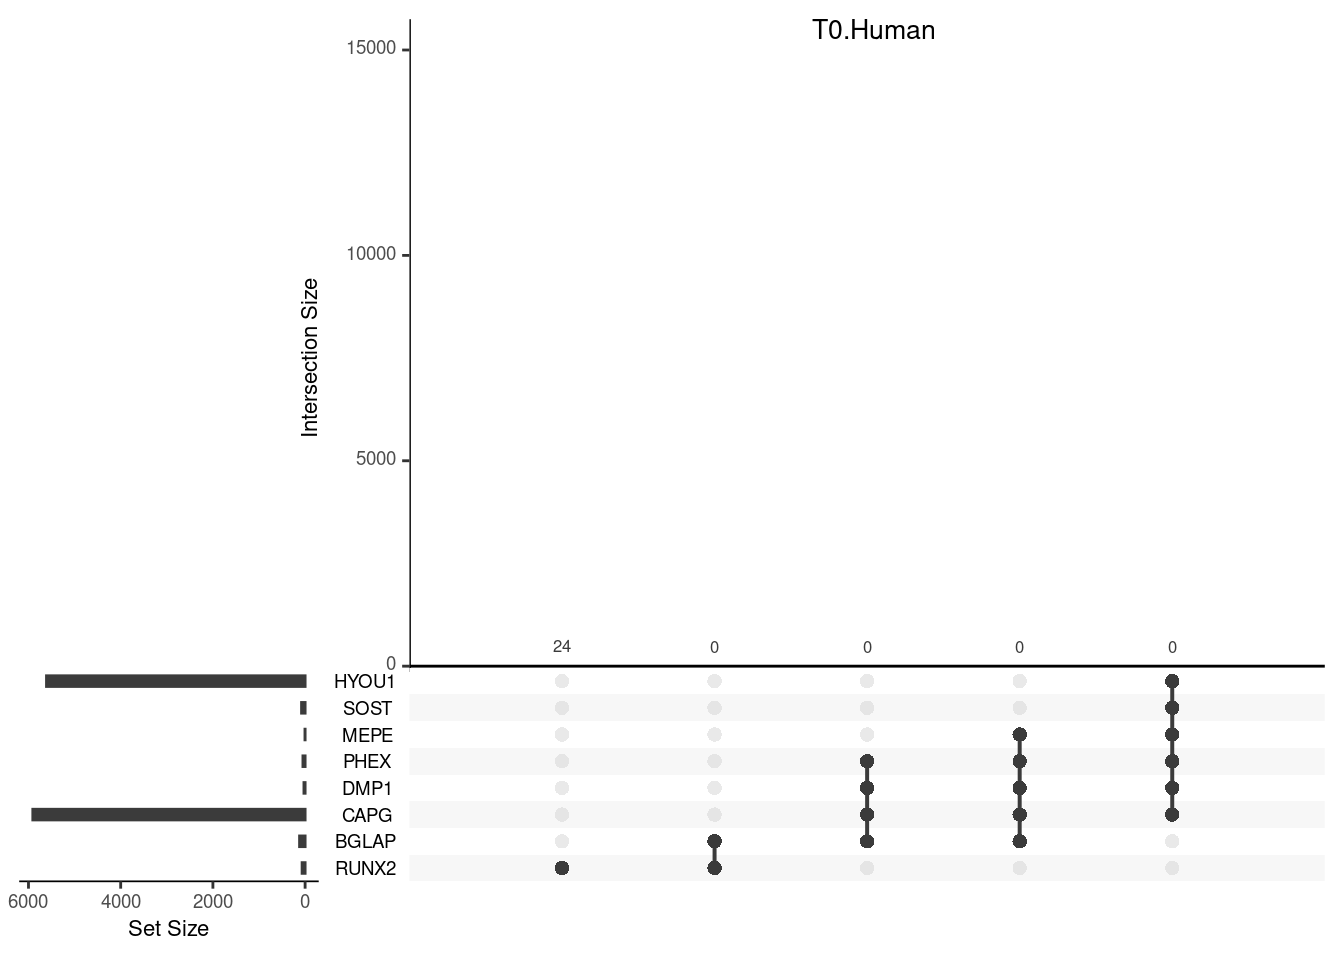 T0.Human
15000
10000
5000
0
Intersection Size
24 0 0 0 0
HYOU1
SOST
MEPE
PHEX
DMP1
CAPG
BGLAP
RUNX2
6000 4000 2000 0
Set Size